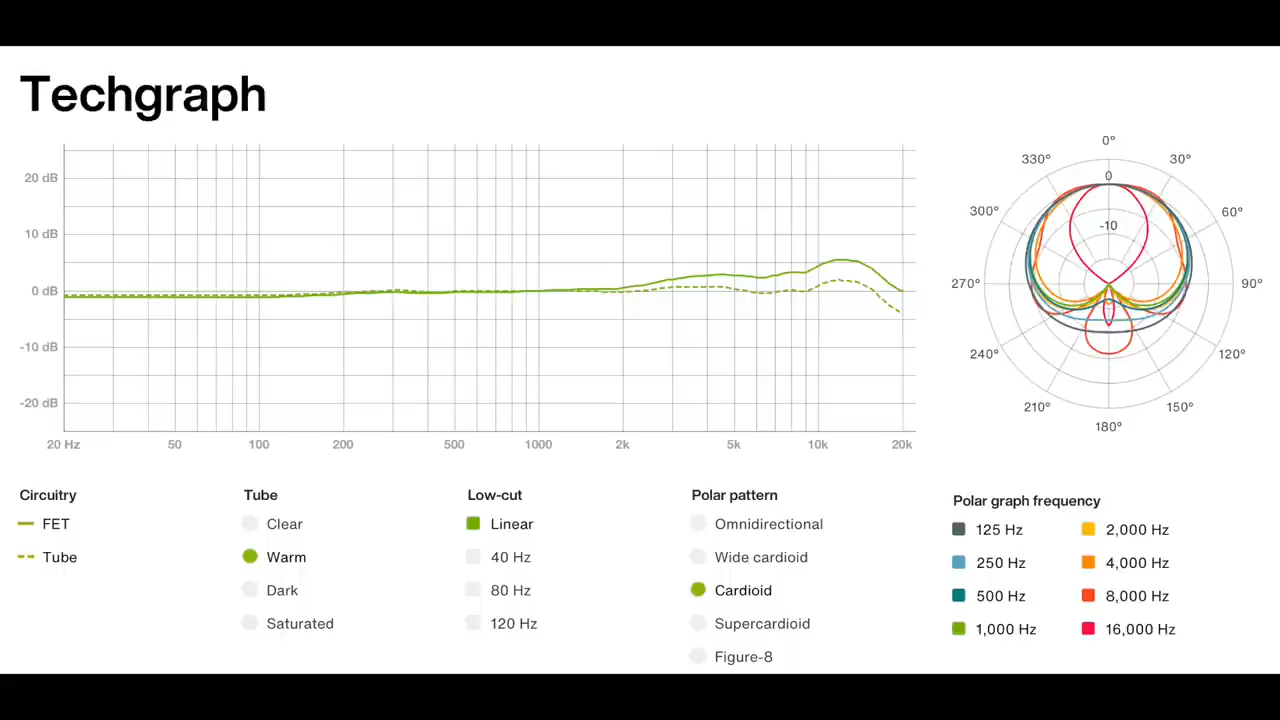 Techgraph
20 dB
10 dB
0 dB
-10 dB
-20 dB
20 Hz 50 100 200 500 1000 2k 5k 10k 20k
0°
330° 30°
0
300° 60°
-10
270° 90°
240° 120°
210° 150°
180°
Circuitry
FET
Tube
Tube
Clear
Warm
Dark
Saturated
Low-cut
Linear
40 Hz
80 Hz
120 Hz
Polar pattern
Omnidirectional
Wide cardioid
Cardioid
Supercardioid
Figure-8
Polar graph frequency
125 Hz 2,000 Hz
250 Hz 4,000 Hz
500 Hz 8,000 Hz
1,000 Hz 16,000 Hz